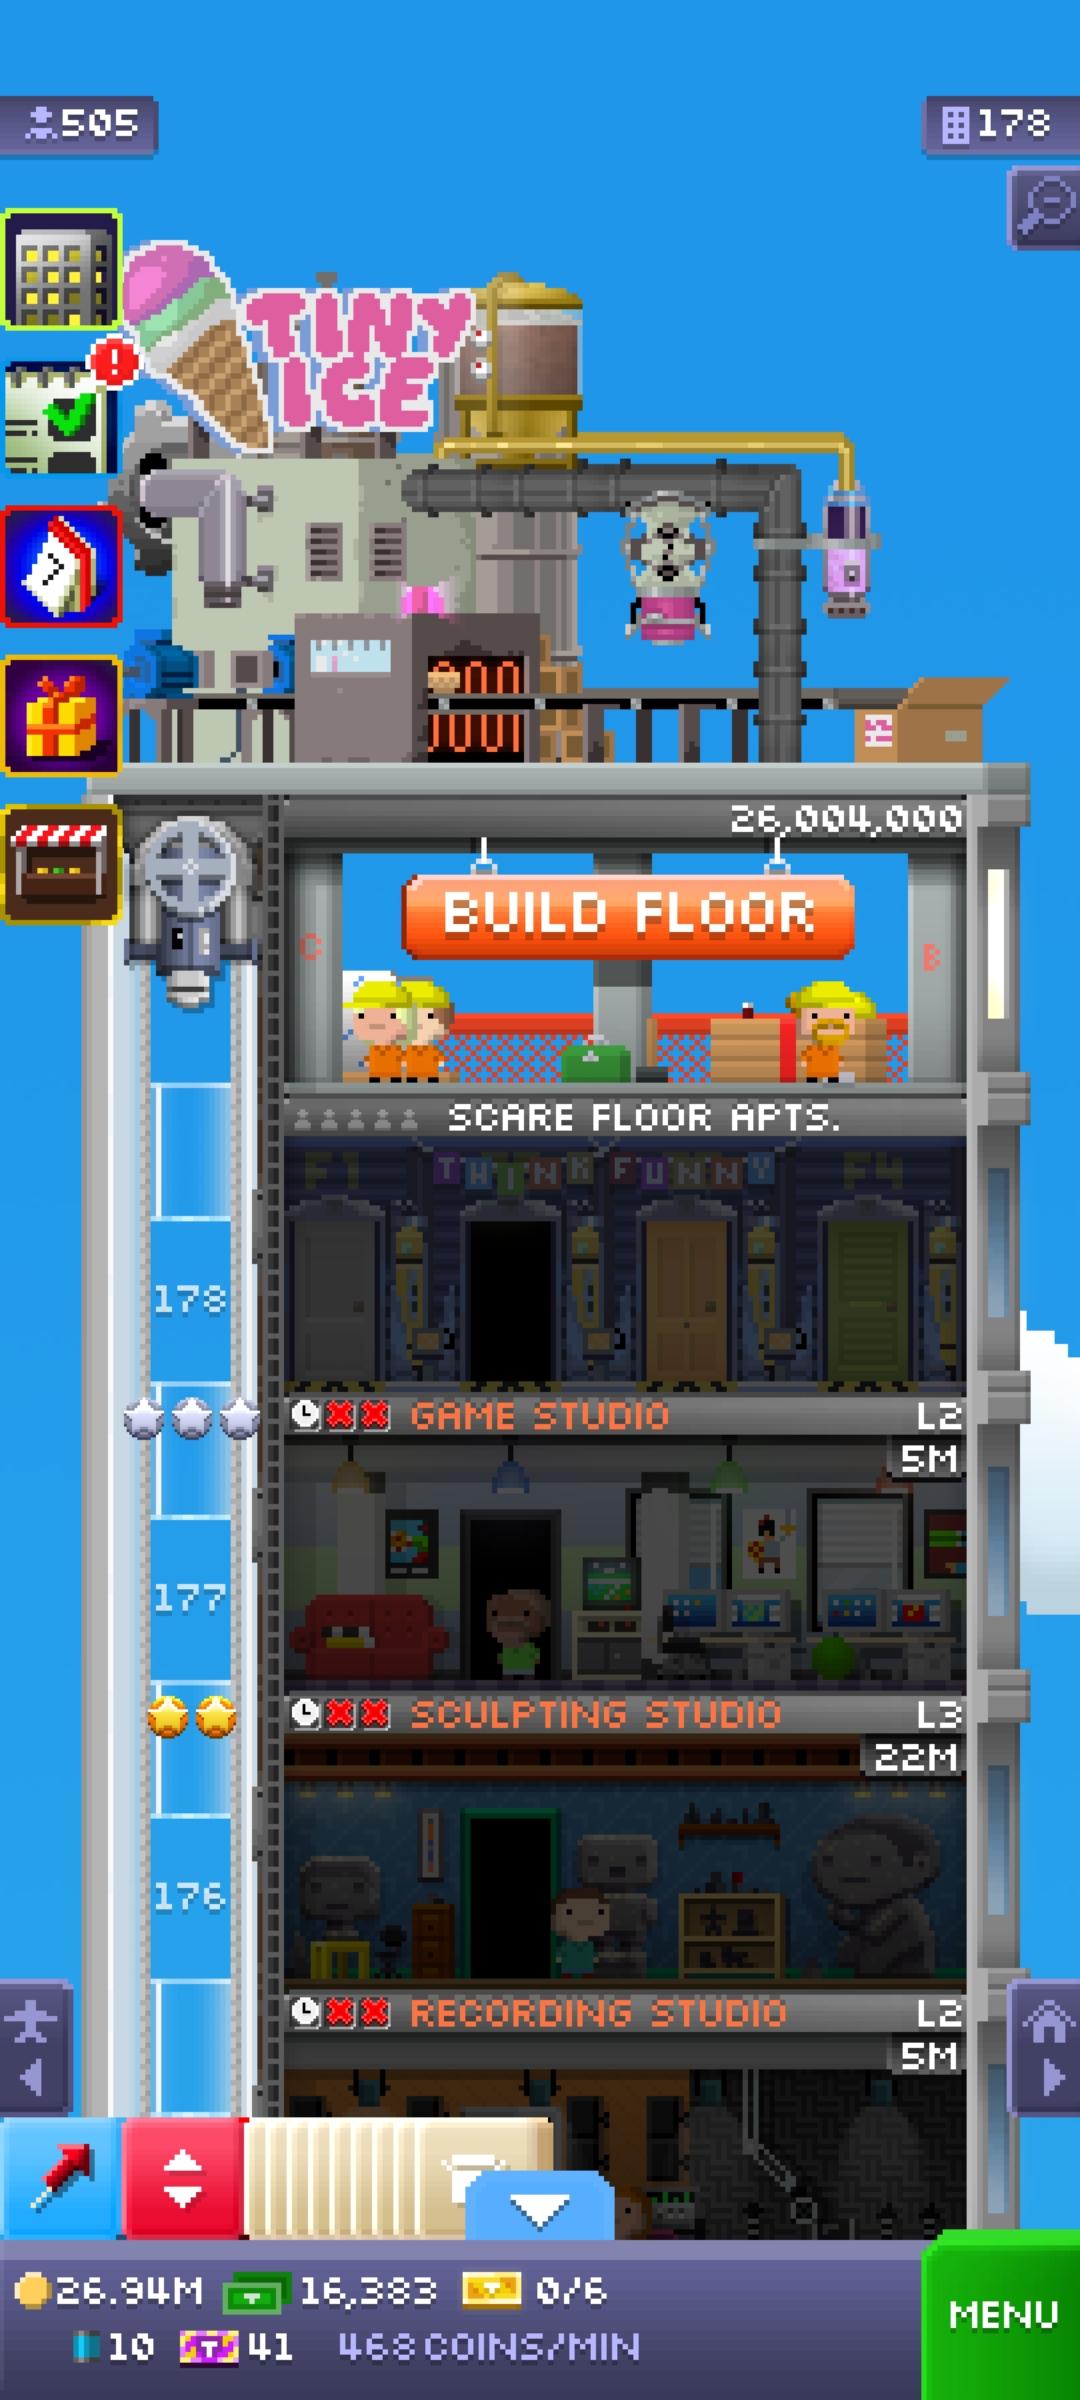 505
178
TINY
ICE
7
26,004,000
BUILD FLOOR
C
B
SCARE FLOOR APTS.
F1 THINK FUNNY F4
178
GAME STUDIO L2
5M
177
SCULPTING STUDIO L3
22M
176
RECORDING STUDIO L2
5M
26.94M 16,383 0/6
MENU
10 T 41 468 COINS/MIN